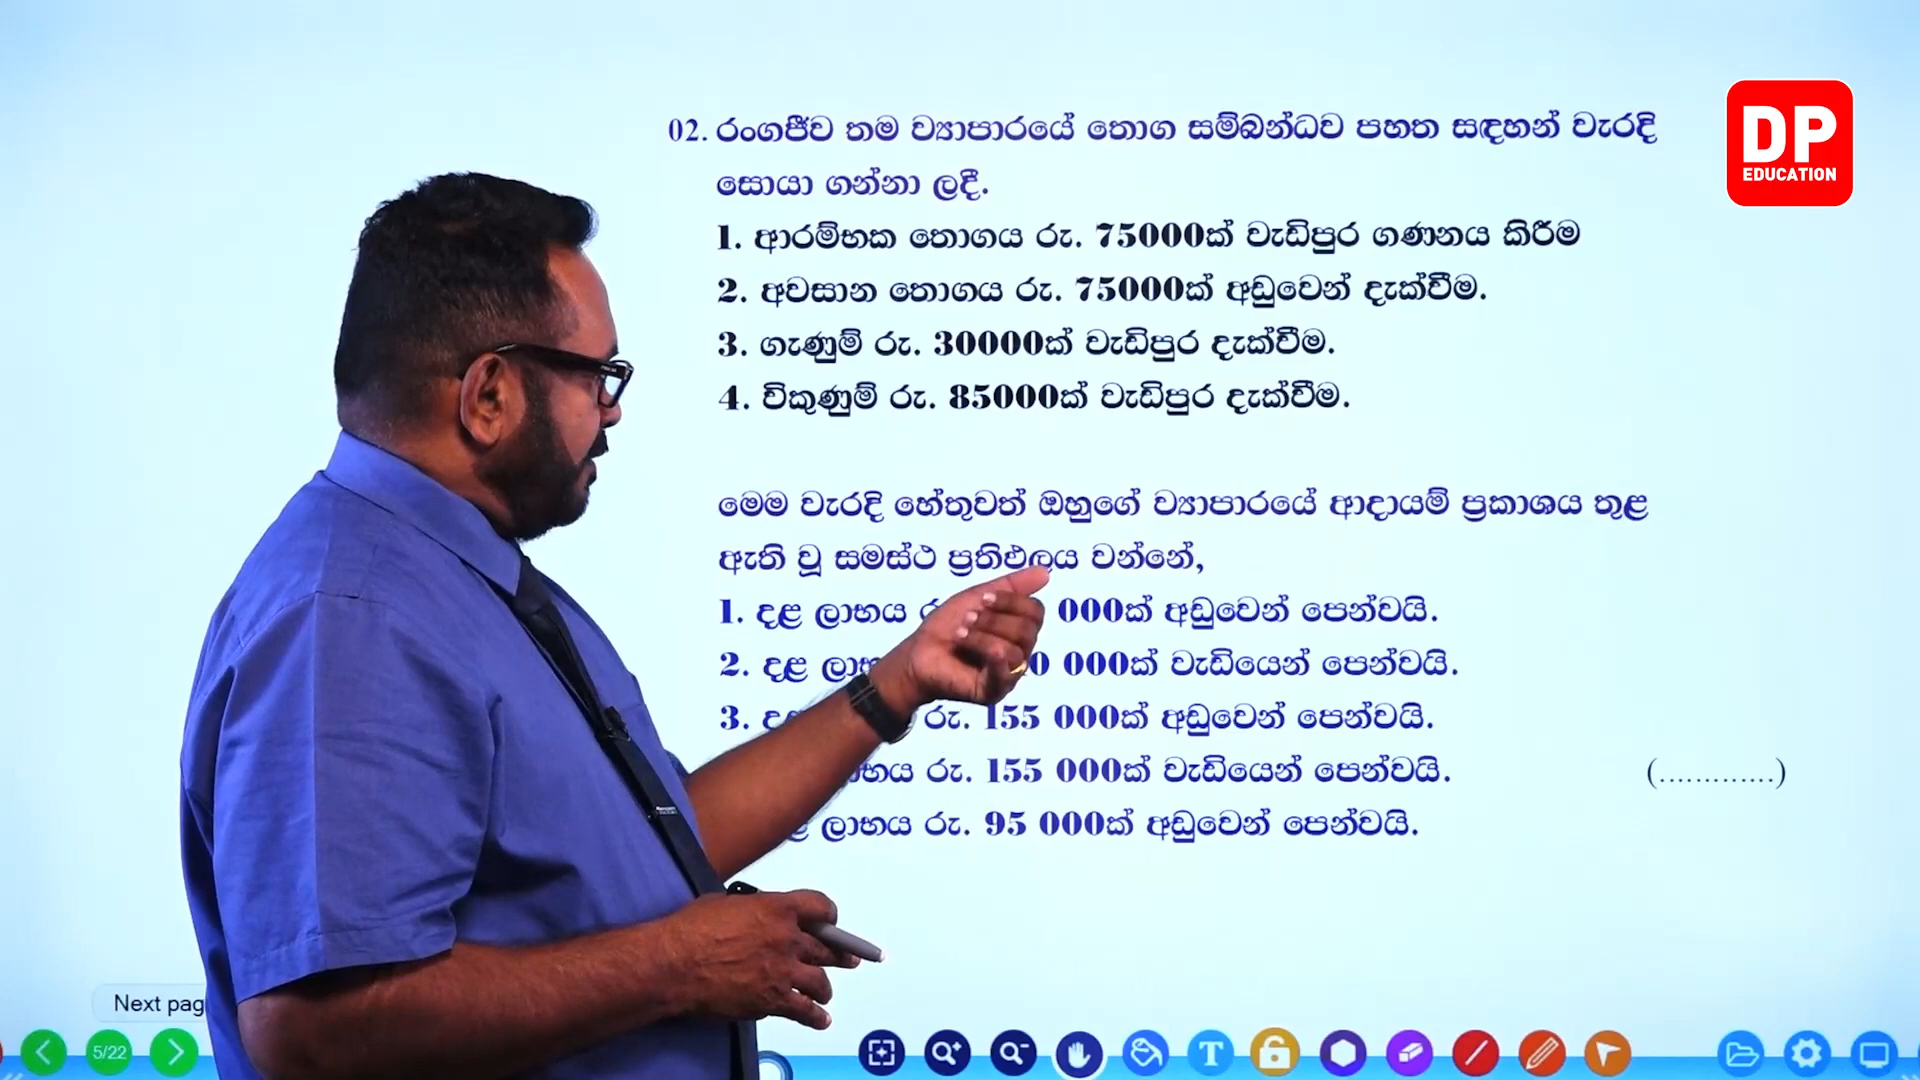 DP
EDUCATION
02. රංගජීව තම ව්‍යාපාරයේ තොග සම්බන්ධව පහත සඳහන් වැරදි
සොයා ගන්නා ලදී.
1. ආරම්භක තොගය රු. 75000ක් වැඩිපුර ගණනය කිරීම
2. අවසාන තොගය රු. 75000ක් අඩුවෙන් දැක්වීම.
3. ගැණුම් රු. 30000ක් වැඩිපුර දැක්වීම.
4. විකුණුම් රු. 85000ක් වැඩිපුර දැක්වීම.
මෙම වැරදි හේතුවත් ඔහුගේ ව්‍යාපාරයේ ආදායම් ප්‍රකාශය තුළ
ඇති වූ සමස්ථ ප්‍රතිඵලය වන්නේ,
1. දළ ලාභය 000ක් අඩුවෙන් පෙන්වයි.
2. දළ 000ක් වැඩියෙන් පෙන්වයි.
3. රු. 155 000ක් අඩුවෙන් පෙන්වයි.
රු. 155 000ක් වැඩියෙන් පෙන්වයි. (.............)
ලාභය රු. 95 000ක් අඩුවෙන් පෙන්වයි.
Next
5/22
T